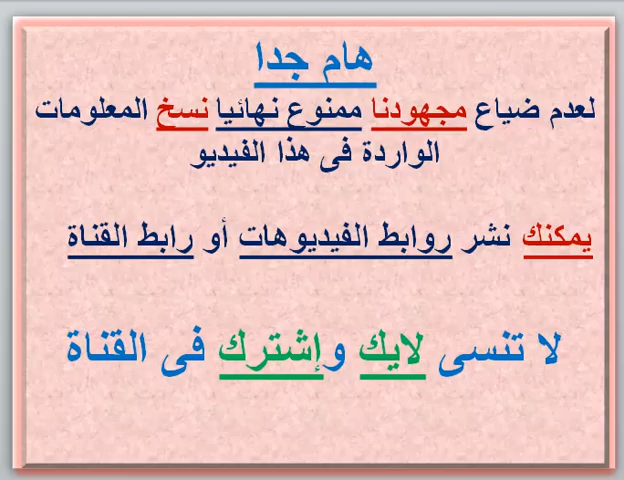 هام جدا
لعدم ضياع مجهودنا ممنوع نهائيا نسخ المعلومات
الواردة فى هذا الفيديو
يمكنك نشر روابط الفيديوهات أو رابط القناة
لا تنسى لايك وإشترك فى القناة